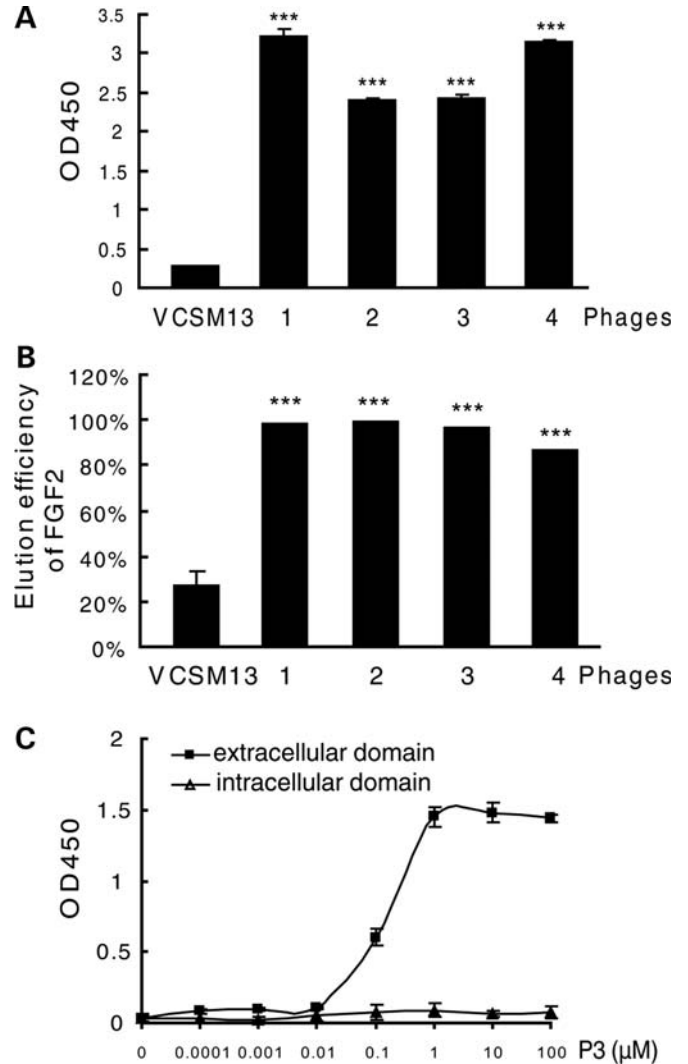 A
OD450
3.5
3
2.5
2
1.5
1
0.5
0
***
***
***
***
VCSM13 1 2 3 4 Phages
B
Elution efficiency
of FGF2
120%
100%
80%
60%
40%
20%
0%
***
***
***
***
VCSM13 1 2 3 4 Phages
C
OD450
2
1.5
1
0.5
0
extracellular domain
intracellular domain
0 0.0001 0.001 0.01 0.1 1 10 100 P3 (μM)